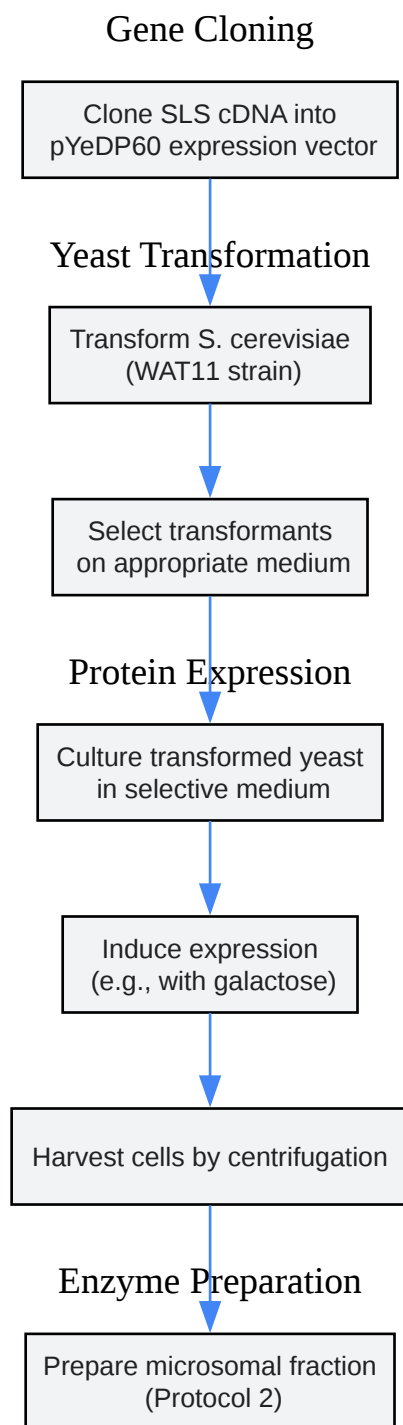 Gene Cloning
Clone SLS cDNA into
pYeDP60 expression vector
Yeast Transformation
Transform S. cerevisiae
(WAT11 strain)
Select transformants
on appropriate medium
Protein Expression
Culture transformed yeast
in selective medium
Induce expression
(e.g., with galactose)
Harvest cells by centrifugation
Enzyme Preparation
Prepare microsomal fraction
(Protocol 2)